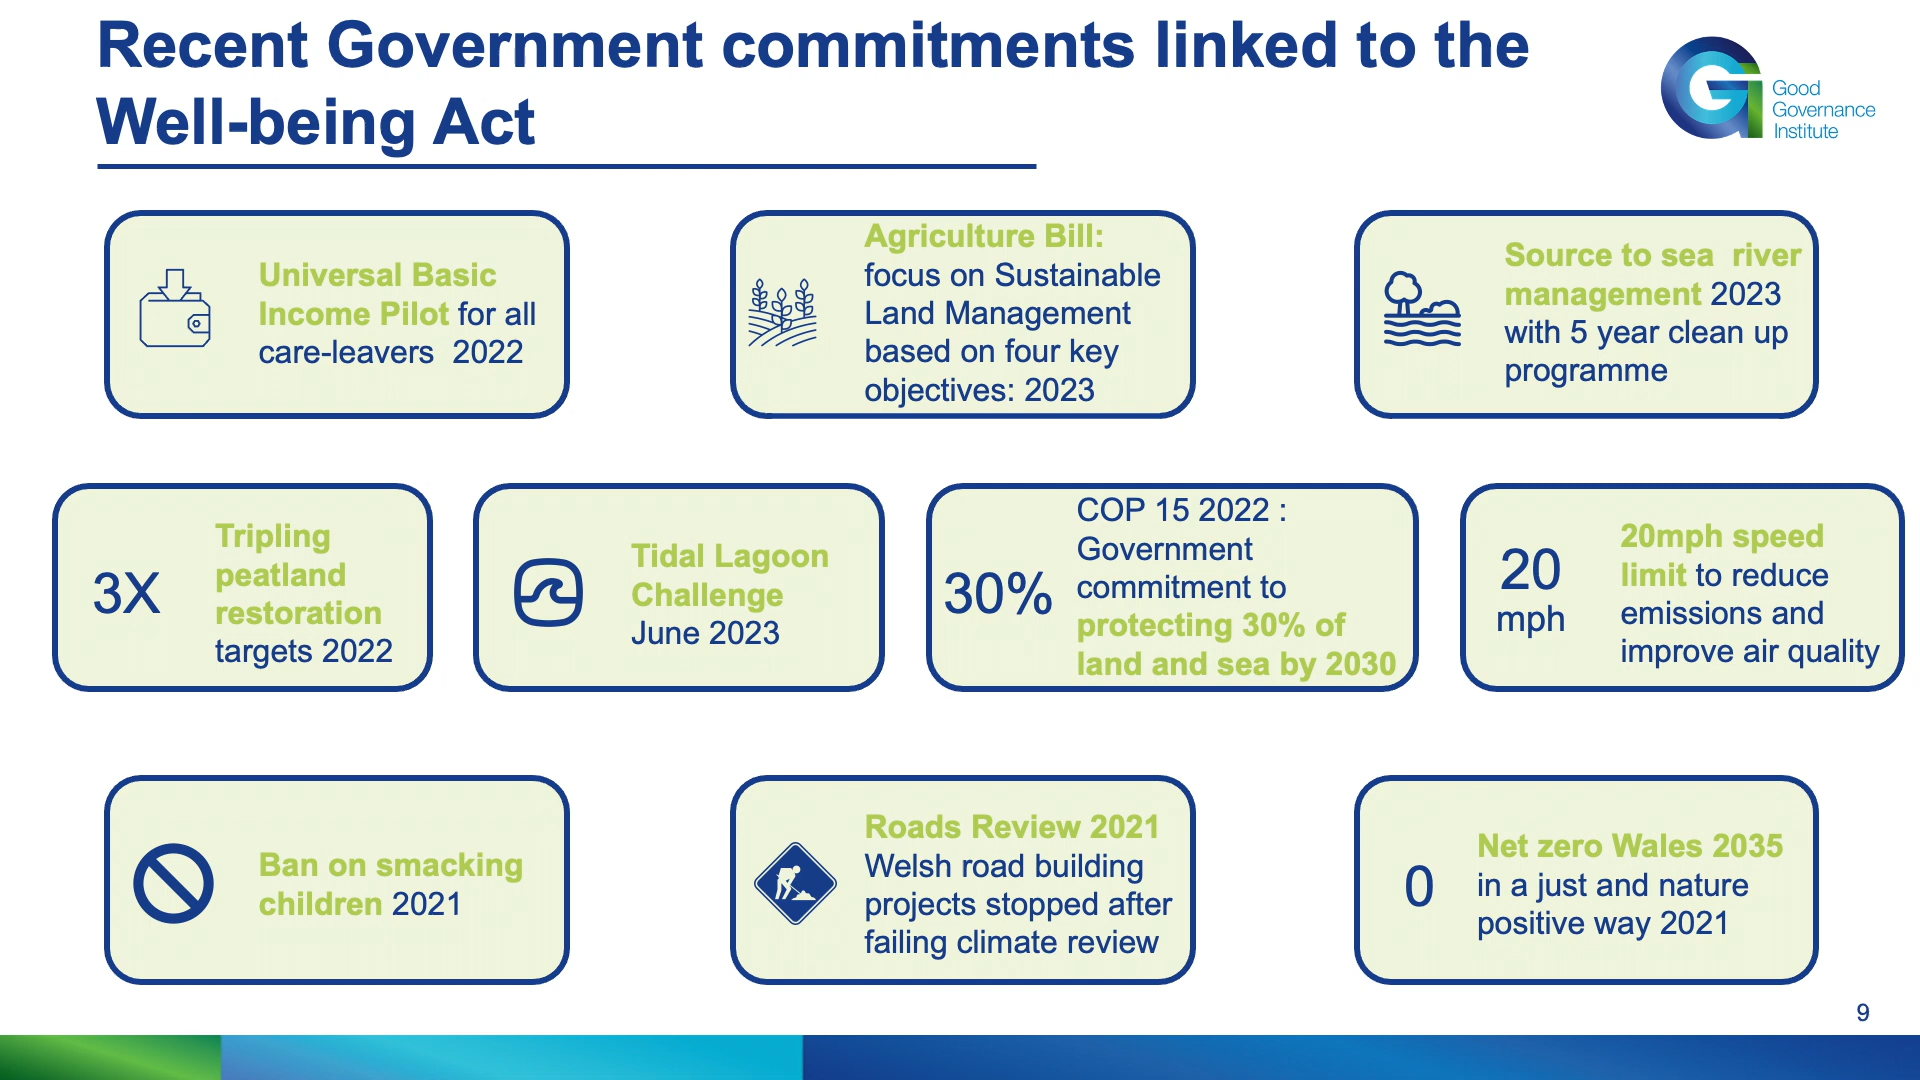 Recent Government commitments linked to the
Well-being Act
Good
Governance
Institute
Universal Basic
Income Pilot for all
care-leavers 2022
Agriculture Bill:
focus on Sustainable
Land Management
based on four key
objectives: 2023
Source to sea river
management 2023
with 5 year clean up
programme
3X
Tripling
peatland
restoration
targets 2022
Tidal Lagoon
Challenge
June 2023
30%
COP 15 2022 :
Government
commitment to
protecting 30% of
land and sea by 2030
20
mph
20mph speed
limit to reduce
emissions and
improve air quality
Ban on smacking
children 2021
Roads Review 2021
Welsh road building
projects stopped after
failing climate review
0
Net zero Wales 2035
in a just and nature
positive way 2021
9